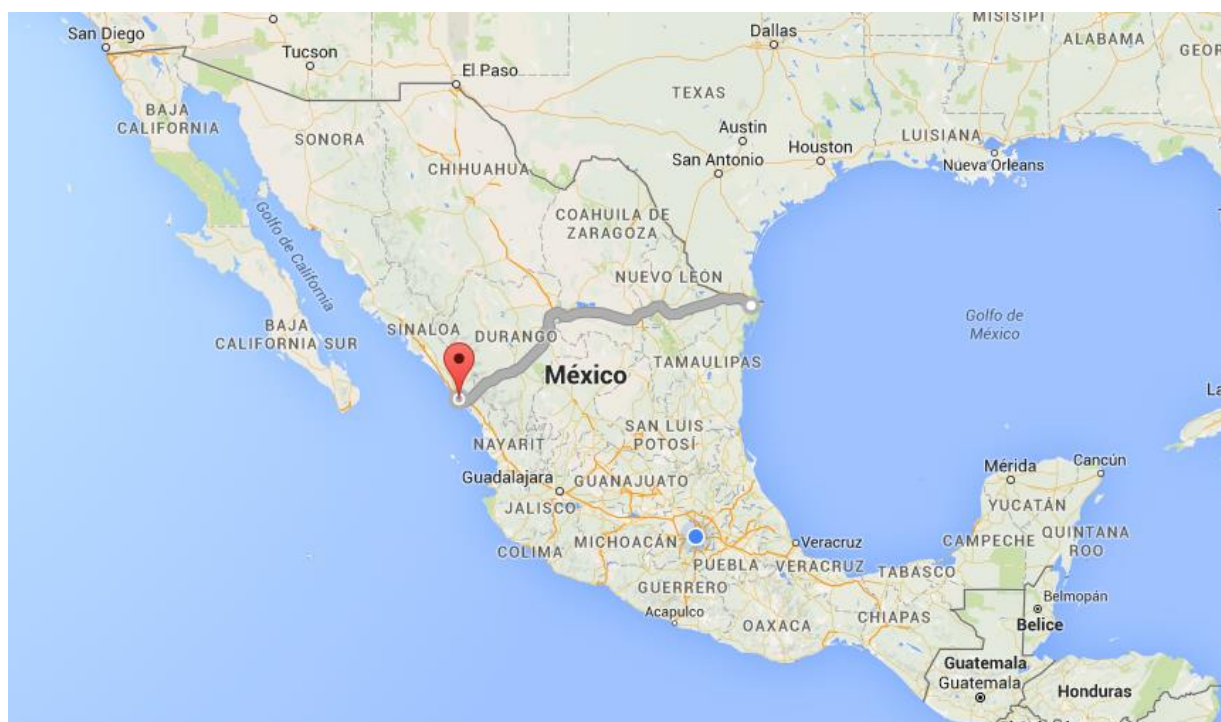 MISISIPI
San Diego
Dallas
ALABAMA
Tucson
GEOR
El Paso
TEXAS
BAJA
CALIFORNIA
SONORA
Austin
LUISIANA
Houston
San Antonio
Nueva Orleans
CHIHUAHUA
COAHUILA DE
ZARAGOZA
Golfo de California
NUEVO LEÓN
Golfo de
México
BAJA
CALIFORNIA SUR
SINALOA
DURANGO
TAMAULIPAS
México
La
SAN LUIS
POTOSÍ
NAYARIT
Mérida
Cancún
Guadalajara
GUANAJUATO
YUCATÁN
JALISCO
QUINTANA
ROO
CAMPECHE
COLIMA
MICHOACÁN
Veracruz
PUEBLA
VERACRUZ
TABASCO
GUERRERO
Belmopán
Acapulco
OAXACA
CHIAPAS
Belice
Guatemala
Guatemala
Honduras